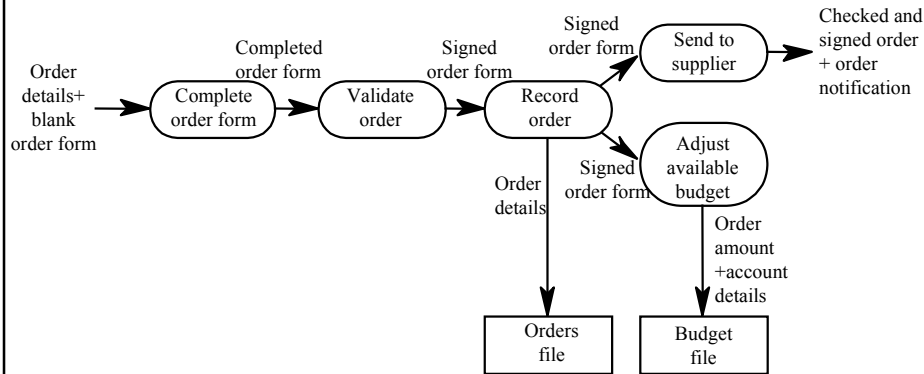 Order
details+
blank
order form
Complete
order form
Completed
order form
Validate
order
Signed
order form
Record
order
Signed
order form
Send to
supplier
Checked and
signed order
+ order
notification
Signed
order form
Adjust
available
budget
Order
details
Order
amount
+account
details
Orders
file
Budget
file